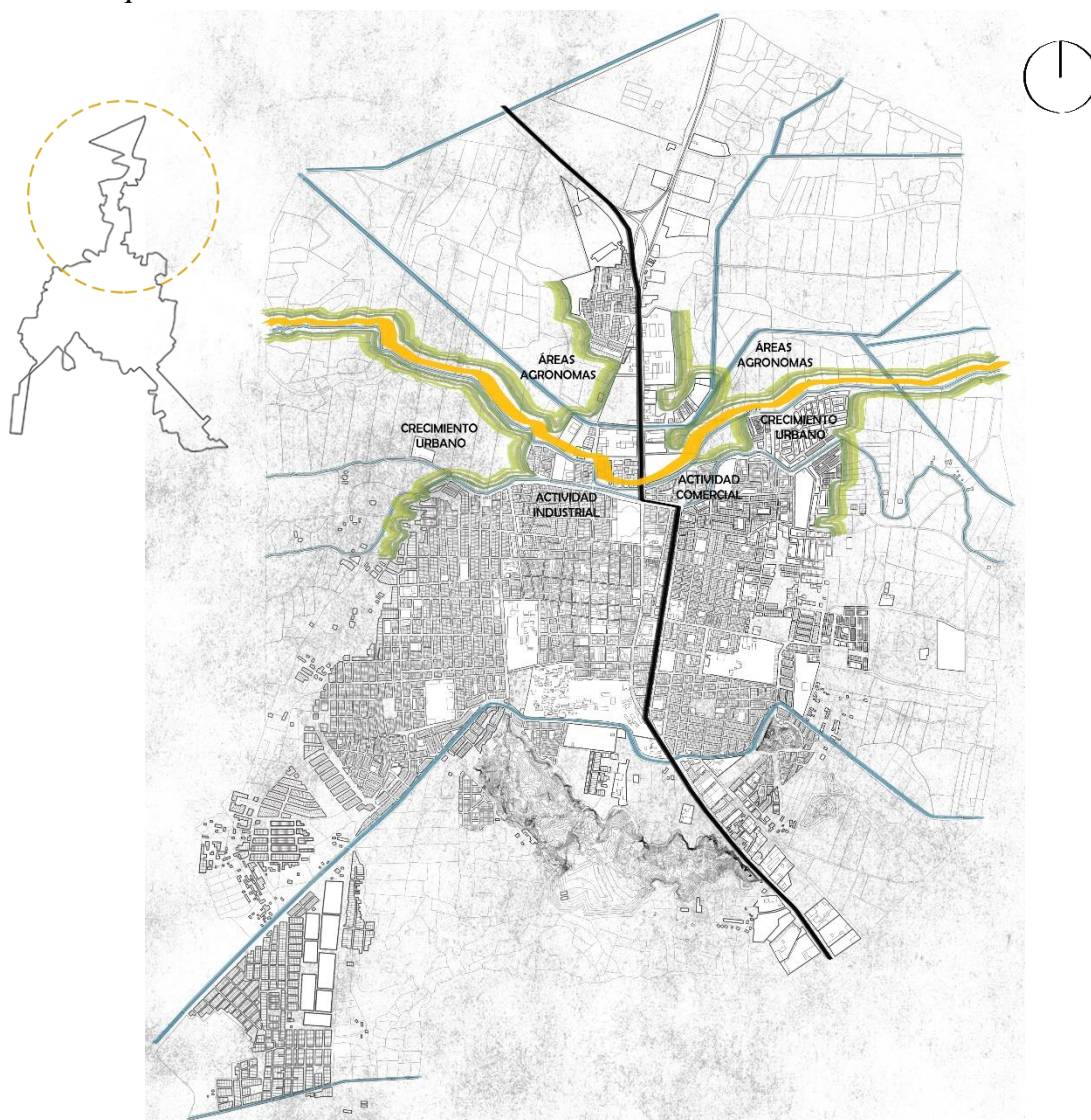 ÁREAS
AGRONOMAS
ÁREAS
AGRONOMAS
CRECIMIENTO
URBANO
CRECIMIENTO
URBANO
ACTIVIDAD
INDUSTRIAL
ACTIVIDAD
COMERCIAL